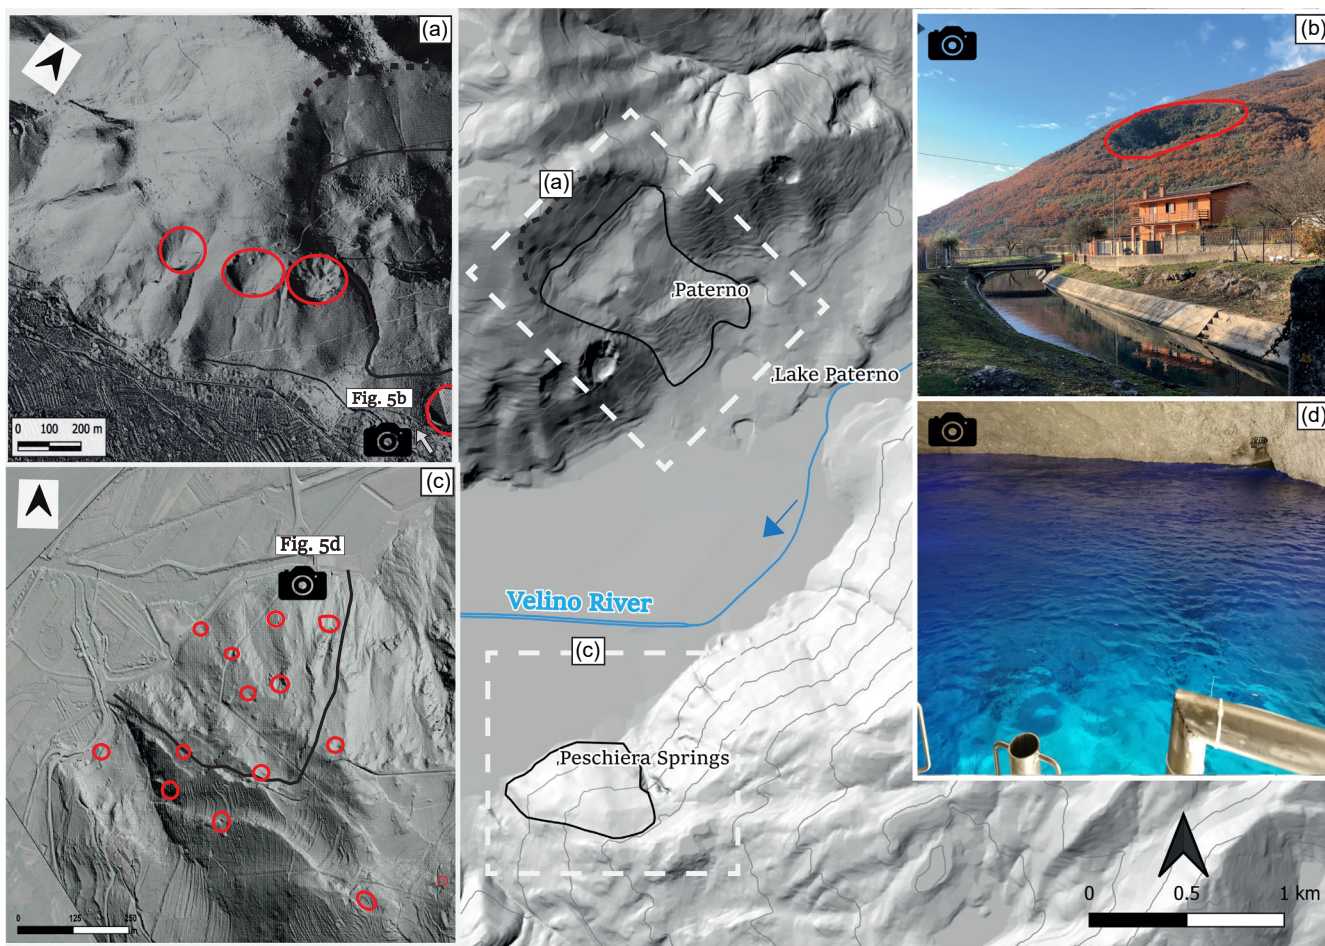 (a)
Fig. 5b
0 100 200 m
(c)
Fig. 5d
0 125 250
m
(a)
Paterno
Lake Paterno
Velino River
(c)
Peschiera Springs
0 0.5 1 km
(b)
(d)